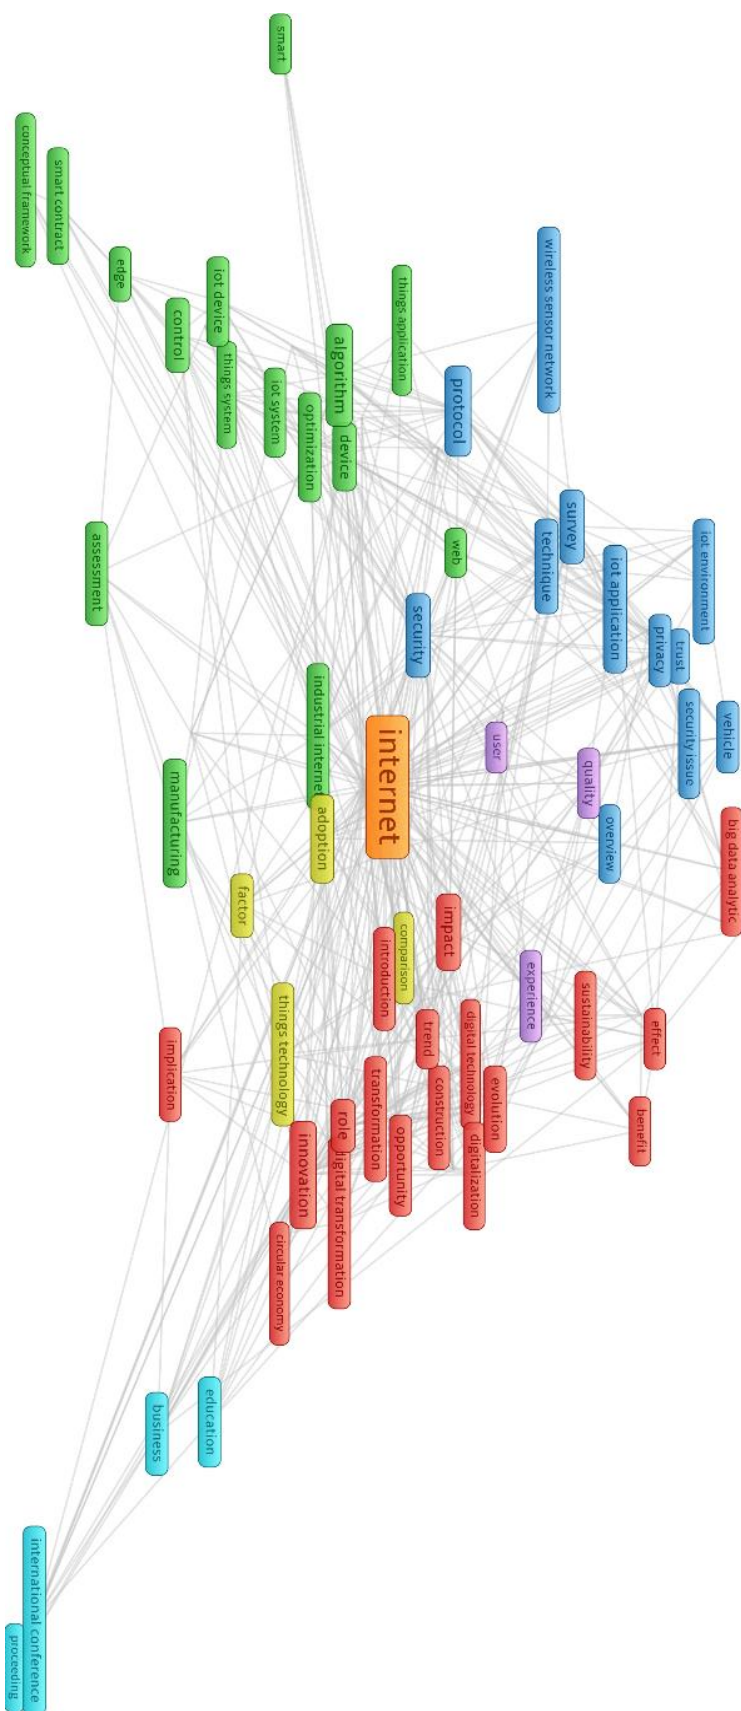 smart
conceptual framework
smart contract
edge
control
iot device
things system
iot system
optimization
algorithm
device
things application
protocol
wireless sensor network
survey
technique
iot application
iot environment
trust
privacy
security issue
vehicle
web
security
assessment
industrial internet
internet
user
quality
overview
big data analytic
manufacturing
adoption
factor
comparison
impact
introduction
experience
sustainability
effect
benefit
things technology
trend
digital technology
evolution
construction
digitalization
transformation
opportunity
role
digital transformation
innovation
circular economy
implication
education
business
international conference
proceeding